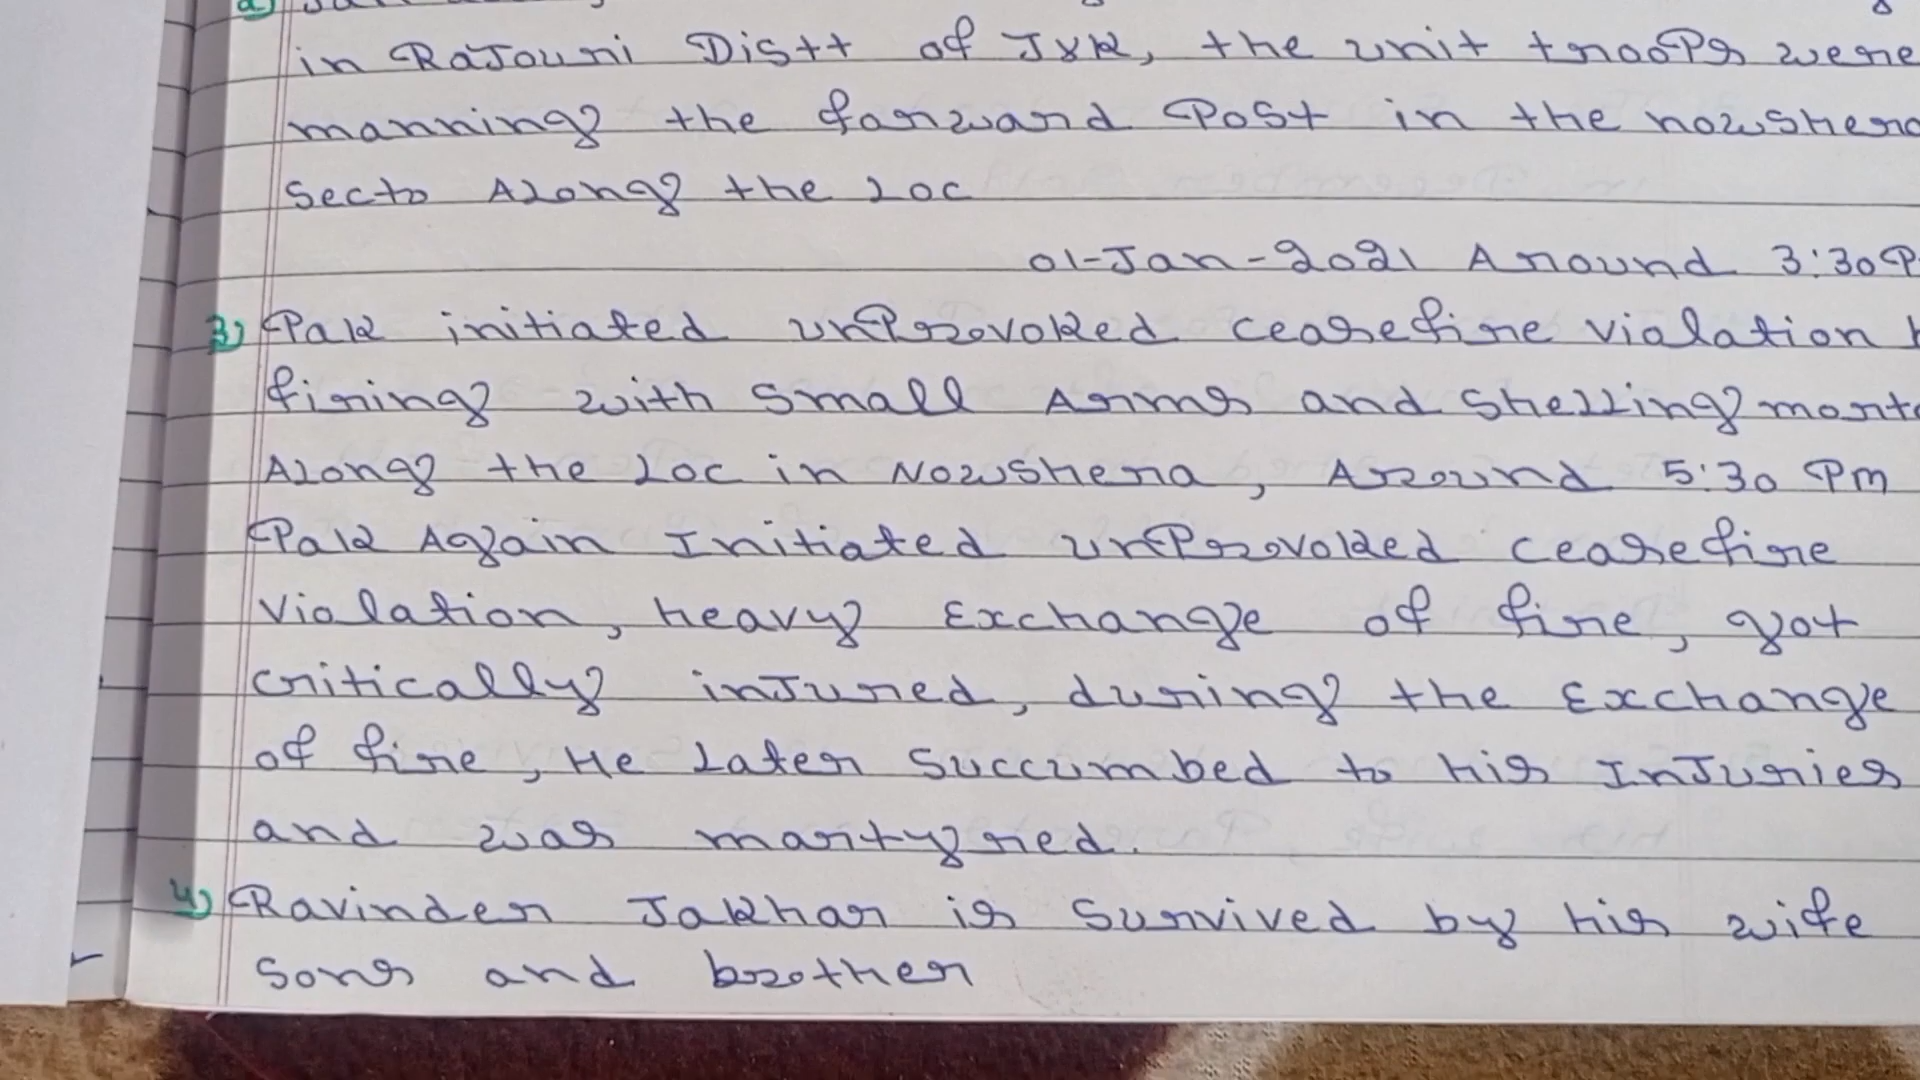 in RaJouri Distt of J&K, the unit trooPs were
manning the forward Post in the nowshera
Secto Along the Loc
01-Jan-2021 Around 3:30 P
3) Pak initiated unProvoked ceasefire violation
firing with Small Arms and Shelling
Along the Loc in Nowshera, Around 5:30 Pm
Pak Again Initiated unProvoked ceasefire
violation, heavy Exchange of fire, got
critically inJured, during the Exchange
of fire, He Later Succumbed to his InJuries
and was marityred.
4) Ravinder Jakhar is Survived by his wife
Sons and brother